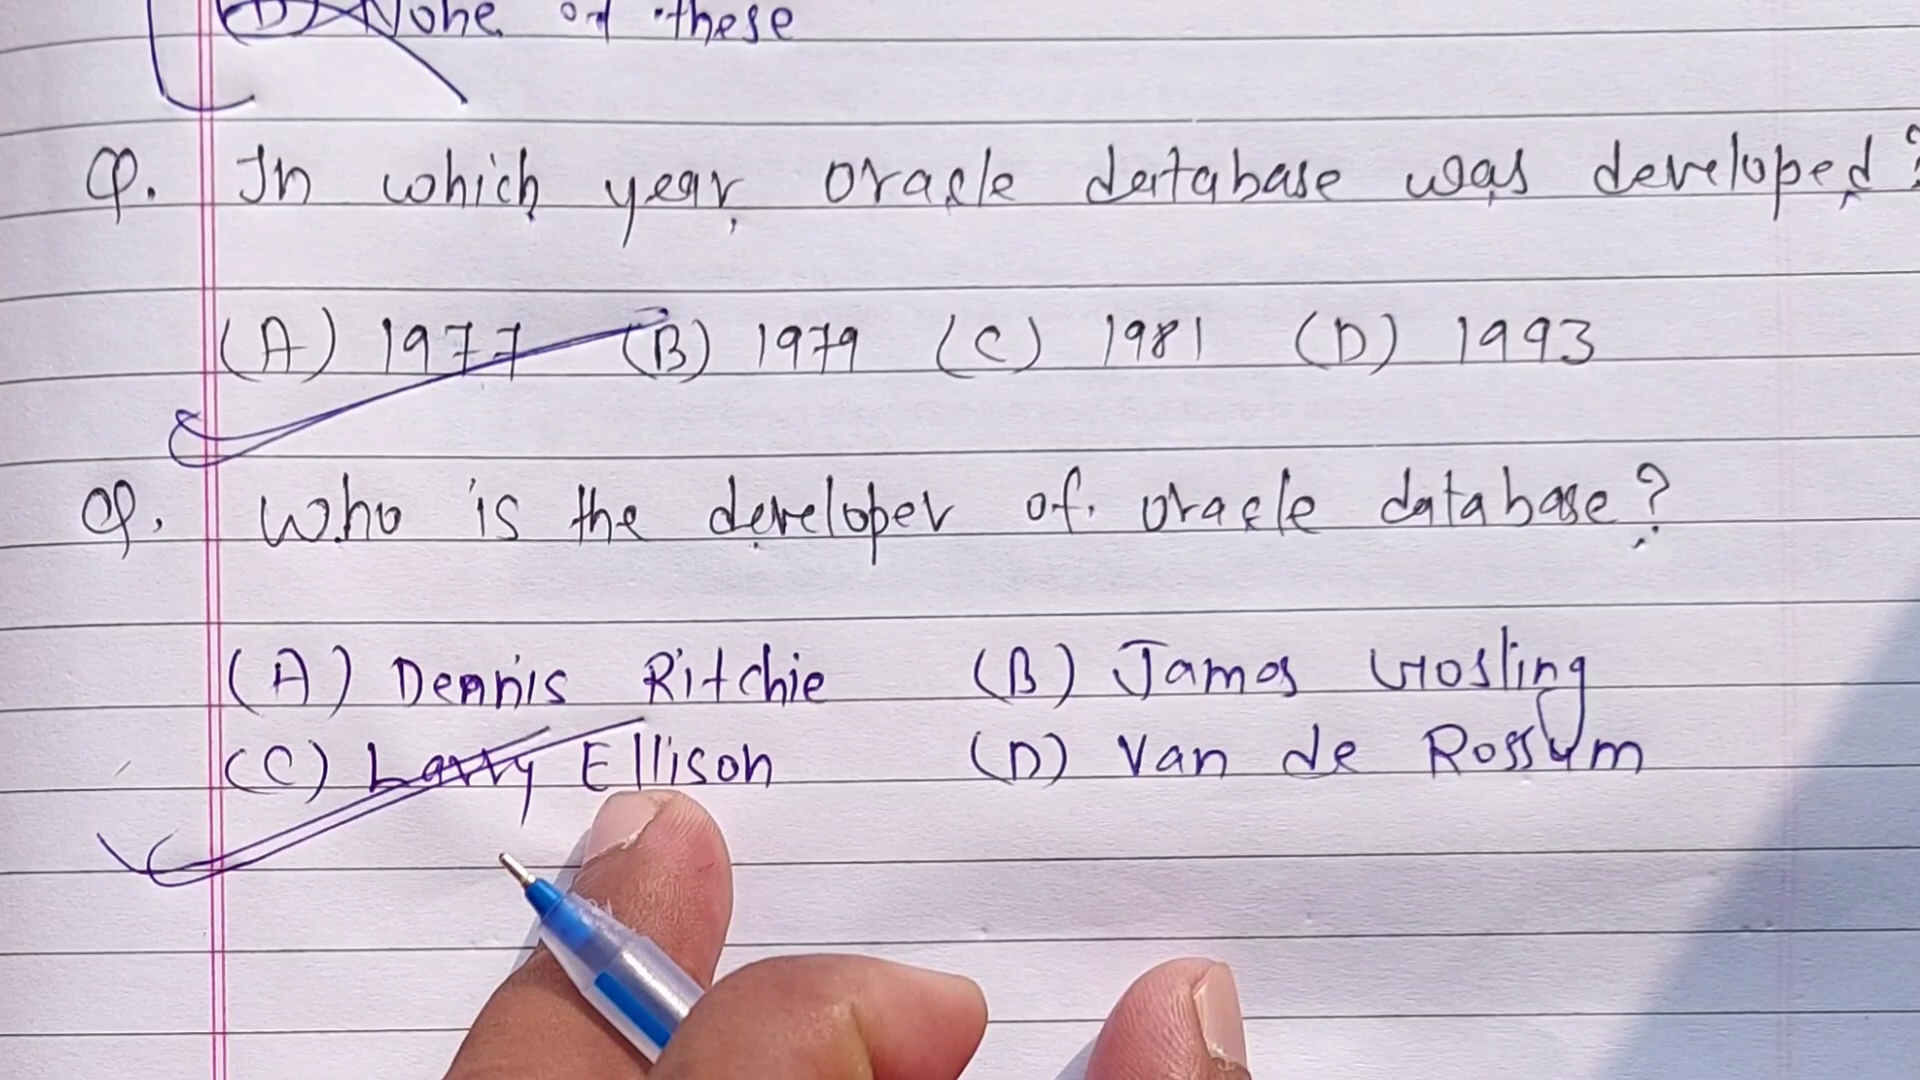 (D) None of these
Q. In which year oracle database was developed?
(A) 1977 (B) 1979 (C) 1981 (D) 1993
Q. Who is the developer of oracle database?
(A) Dennis Ritchie (B) James Gosling
(C) Larry Ellison (D) Van de Rossum